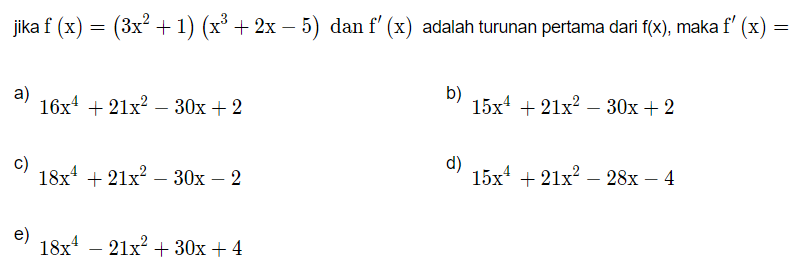 jika f (x) = (3x² + 1) (x³ + 2x − 5) dan f′ (x) adalah turunan pertama dari f(x), maka f′ (x) =
a) 16x⁴ + 21x² − 30x + 2 b) 15x⁴ + 21x² − 30x + 2
c) 18x⁴ + 21x² − 30x − 2 d) 15x⁴ + 21x² − 28x − 4
e) 18x⁴ − 21x² + 30x + 4